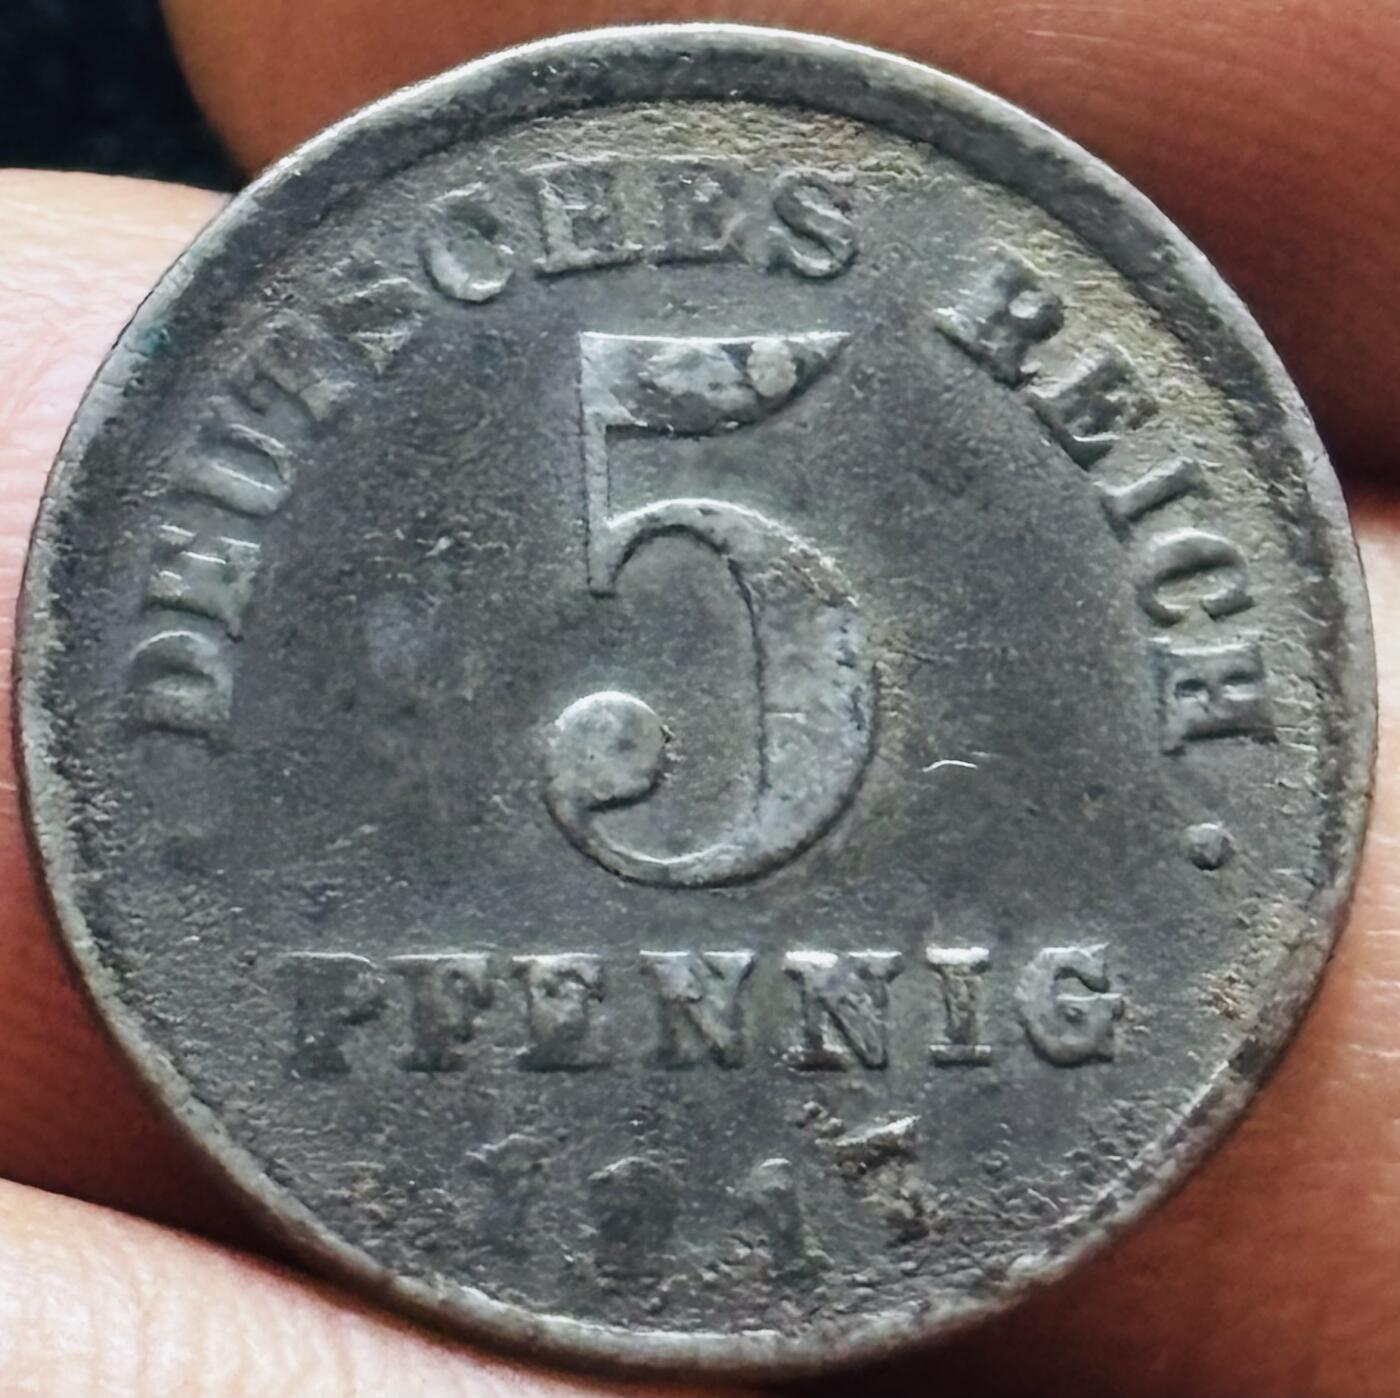 DEUTSCHES REICH
5
PFENNIG